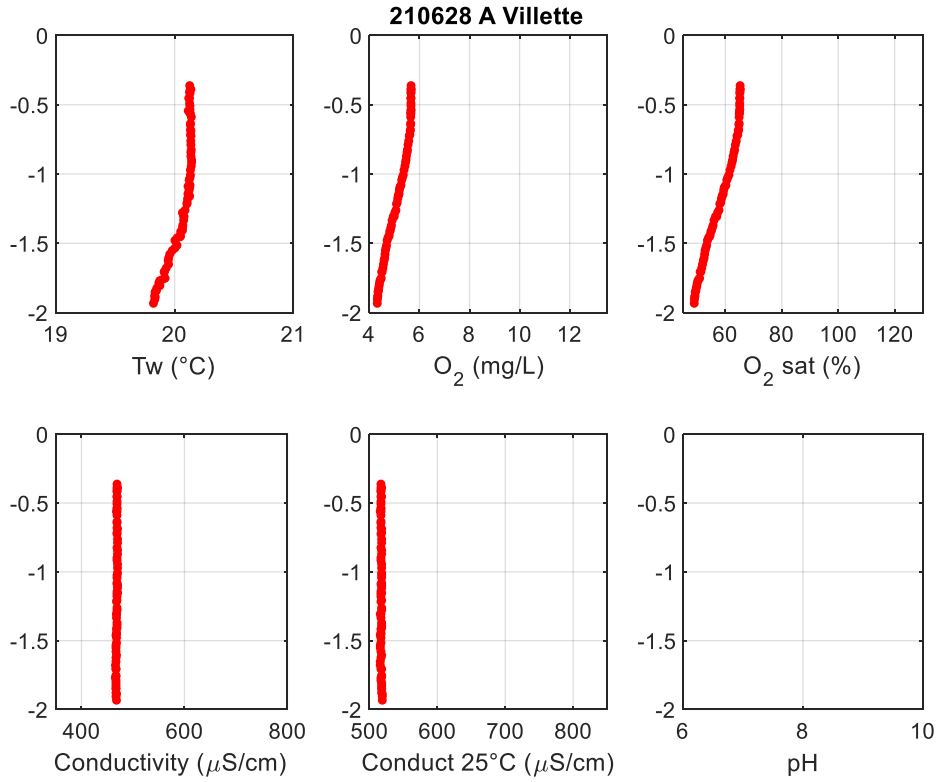 210628 A Villette
0
-0.5
-1
-1.5
-2
19 20 21
Tw (°C)
0
-0.5
-1
-1.5
-2
4 6 8 10 12
O2 (mg/L)
0
-0.5
-1
-1.5
-2
60 80 100 120
O2 sat (%)
0
-0.5
-1
-1.5
-2
400 600 800
Conductivity (μS/cm)
0
-0.5
-1
-1.5
-2
500 600 700 800
Conduct 25°C (μS/cm)
0
-0.5
-1
-1.5
-2
6 8 10
pH